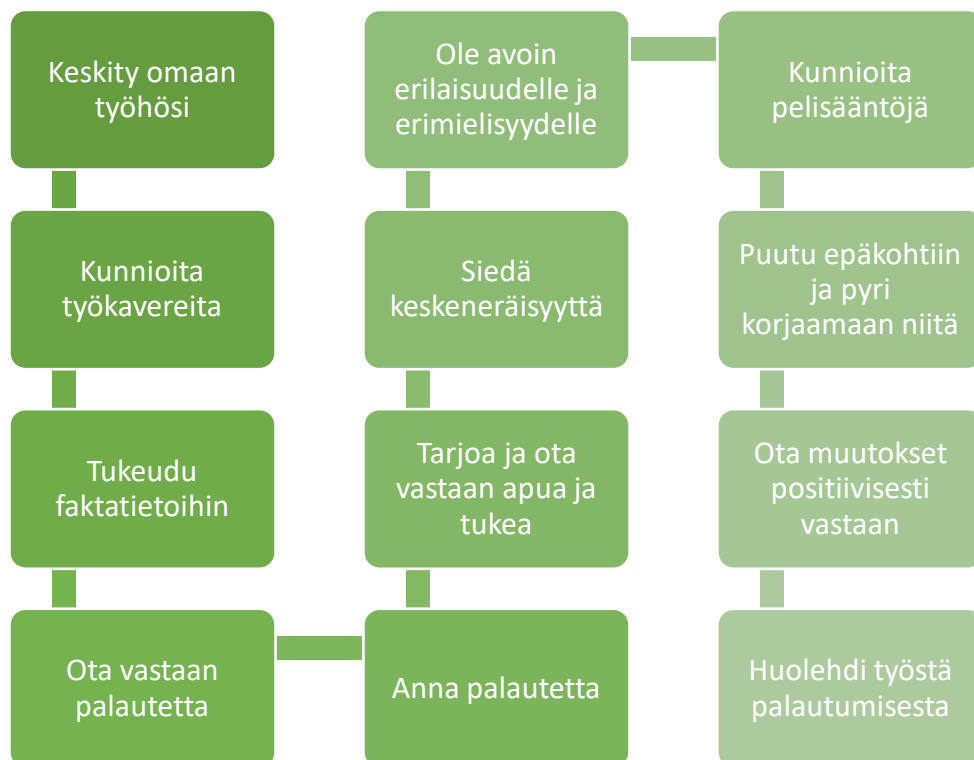 Keskity omaan
työhösi
Kunnioita
työkavereita
Tukeudu
faktatietoihin
Ota vastaan
palautetta
Anna palautetta
Tarjoa ja ota
vastaan apua ja
tukea
Siedä
keskeneräisyyttä
Ole avoin
erilaisuudelle ja
erimielisyydelle
Kunnioita
pelisääntöjä
Puutu epäkohtiin
ja pyri
korjaamaan niitä
Ota muutokset
positiivisesti
vastaan
Huolehdi työstä
palautumisesta